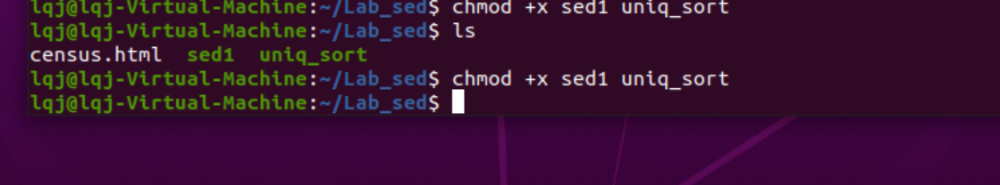 lqj@lqj-Virtual-Machine:~/Lab_sed$ chmod +x sed1 uniq_sort
lqj@lqj-Virtual-Machine:~/Lab_sed$ ls
census.html  sed1  uniq_sort
lqj@lqj-Virtual-Machine:~/Lab_sed$ chmod +x sed1 uniq_sort
lqj@lqj-Virtual-Machine:~/Lab_sed$